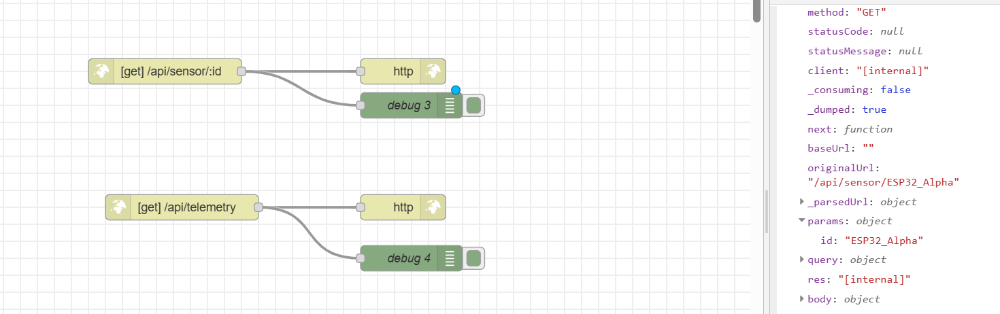 [get] /api/sensor/:id
http
debug 3
[get] /api/telemetry
http
debug 4
method: "GET"
statusCode: null
statusMessage: null
client: "[internal]"
_consuming: false
_dumped: true
next: function
baseUrl: ""
originalUrl:
"/api/sensor/ESP32_Alpha"
_parsedUrl: object
params: object
id: "ESP32_Alpha"
query: object
res: "[internal]"
body: object